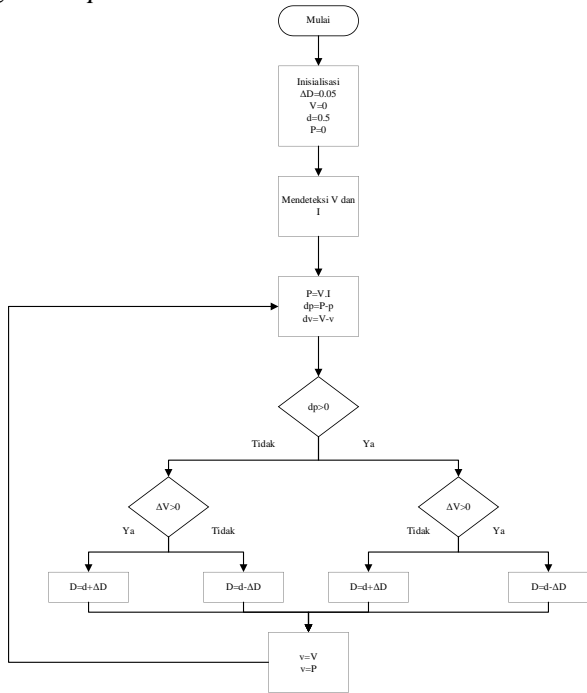 Mulai
Inisialisasi
ΔD=0.05
V=0
d=0.5
P=0
Mendeteksi V dan
I
P=V.I
dp=P-p
dv=V-v
dp>0
Tidak
Ya
ΔV>0
ΔV>0
Ya
Tidak
Tidak
Ya
D=d+ΔD
D=d-ΔD
D=d+ΔD
D=d-ΔD
v=V
v=P